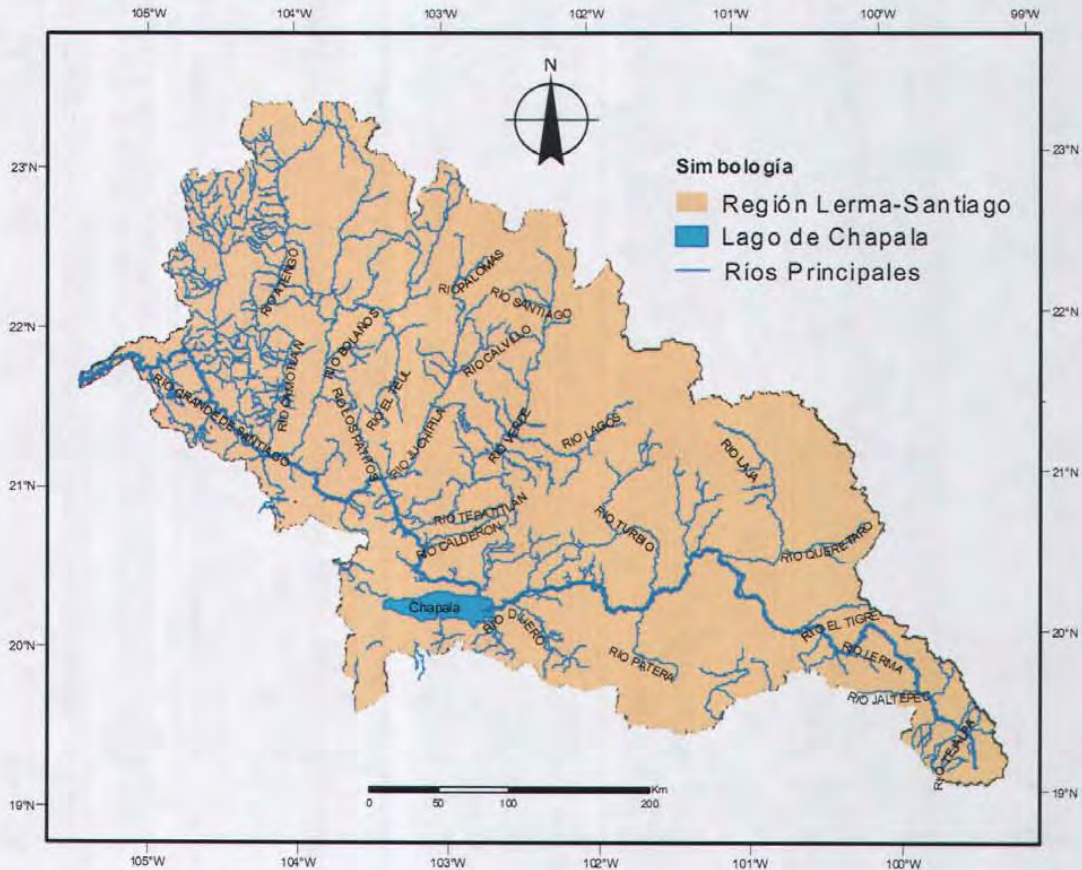 105°W 104°W 103°W 102°W 101°W 100°W 99°W
N
23°N
23°N
Simbología
Región Lerma-Santiago
Lago de Chapala
Ríos Principales
RIO ATENGO
RIO PALOMAS
RIO SANTIAGO
22°N
22°N
RIO BOLAÑOS
RIO CALVILLO
RIO CAMOTLAN
RIO GRANDE DE SANTIAGO
RIO LOS PATITOS
RIO EL TEUL
RIO JUCHIPILA
RIO VERDE
RIO LAGOS
RIO LAJA
21°N
21°N
RIO TEPATITLAN
RIO CALDERON
RIO TURBIO
RIO QUERETARO
Chapala
20°N
20°N
RIO DUERO
RIO EL TIGRE
RIO LERMA
RIO PATERA
RIO JALTEPEC
RIO TEJALPA
19°N
19°N
Km
0 50 100 200
105°W 104°W 103°W 102°W 101°W 100°W